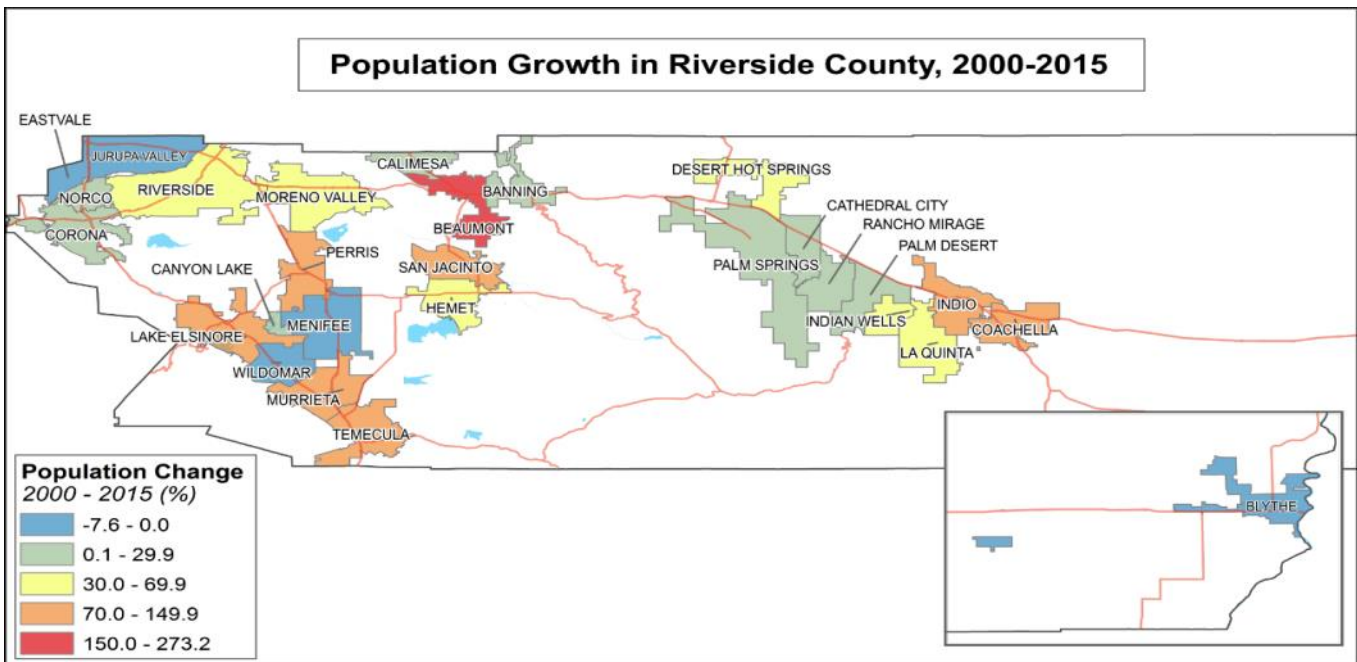 Population Growth in Riverside County, 2000-2015
EASTVALE
JURUPA VALLEY
NORCO
RIVERSIDE
CORONA
MORENO VALLEY
CALIMESA
BANNING
BEAUMONT
DESERT HOT SPRINGS
CATHEDRAL CITY
RANCHO MIRAGE
PALM DESERT
PALM SPRINGS
CANYON LAKE
PERRIS
SAN JACINTO
HEMET
MENIFEE
LAKE ELSINORE
WILDOMAR
MURRIETA
TEMECULA
INDIAN WELLS
INDIO
COACHELLA
LA QUINTA
BLYTHE
Population Change
2000 - 2015 (%)
-7.6 - 0.0
0.1 - 29.9
30.0 - 69.9
70.0 - 149.9
150.0 - 273.2